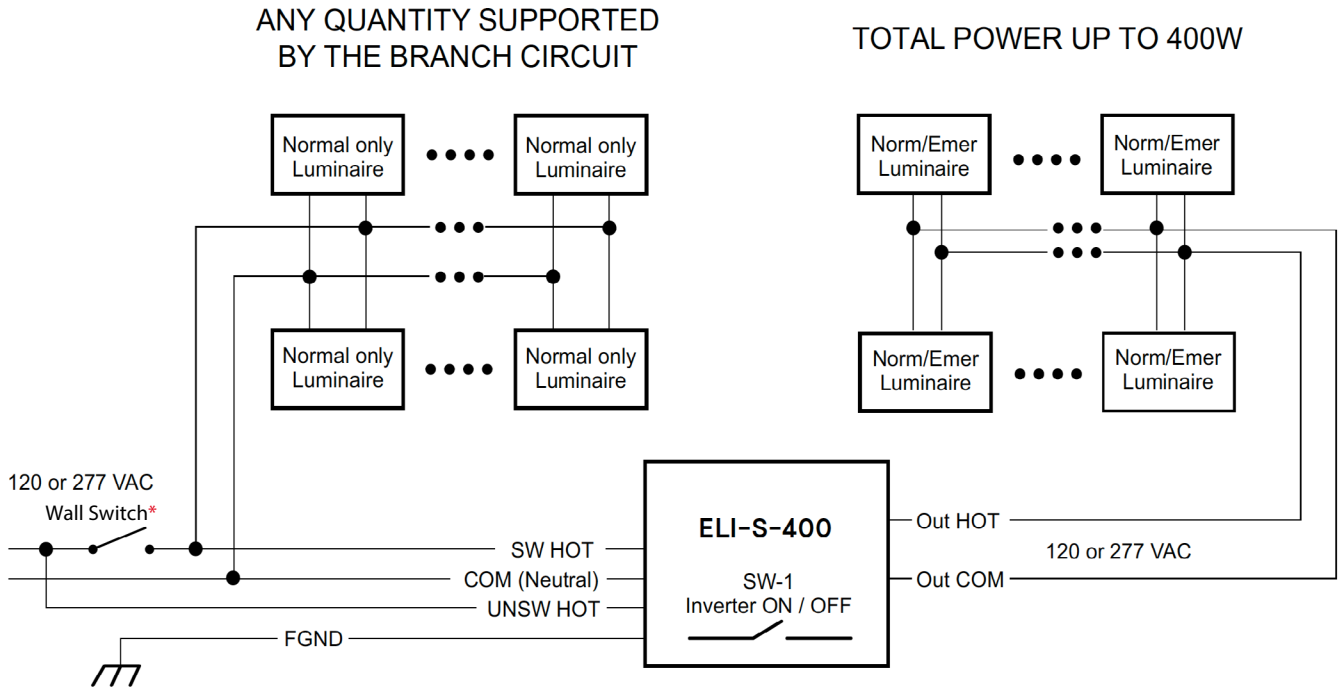 ANY QUANTITY SUPPORTED
BY THE BRANCH CIRCUIT
TOTAL POWER UP TO 400W
Normal only
Luminaire
Normal only
Luminaire
Norm/Emer
Luminaire
Norm/Emer
Luminaire
Normal only
Luminaire
Normal only
Luminaire
Norm/Emer
Luminaire
Norm/Emer
Luminaire
120 or 277 VAC
Wall Switch*
SW HOT
COM (Neutral)
UNSW HOT
FGND
ELI-S-400
SW-1
Inverter ON / OFF
Out HOT
120 or 277 VAC
Out COM